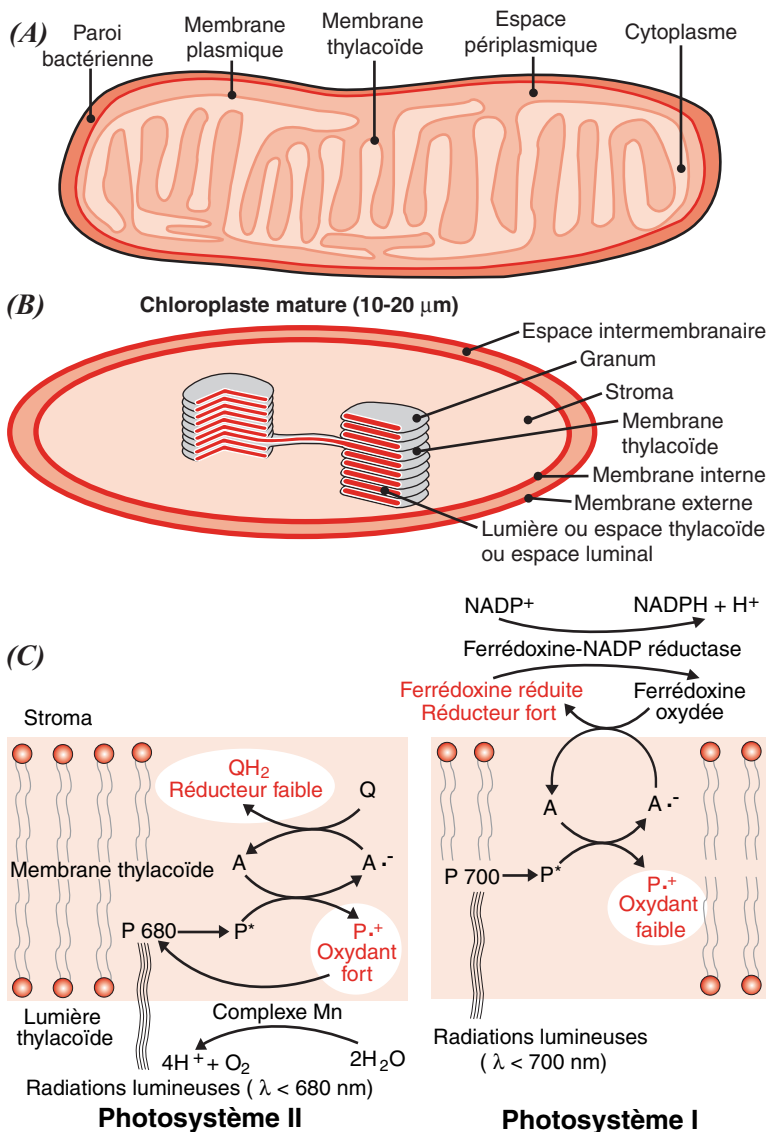 (A)
Paroi
bactérienne
Membrane
plasmique
Membrane
thylacoïde
Espace
périplasmique
Cytoplasme
(B)
Chloroplaste mature (10-20 μm)
Espace intermembranaire
Granum
Stroma
Membrane
thylacoïde
Membrane interne
Membrane externe
Lumière ou espace thylacoïde
ou espace luminal
(C)
NADP+
NADPH + H+
Ferrédoxine-NADP réductase
Ferrédoxine réduite
Réducteur fort
Ferrédoxine
oxydée
Stroma
QH2
Réducteur faible
Q
A
A·-
Membrane thylacoïde
P 680
P*
P·+
Oxydant
fort
Lumière
thylacoïde
Complexe Mn
4H+ + O2
2H2O
Radiations lumineuses ( λ < 680 nm)
Photosystème II
A
A·-
P 700
P*
P·+
Oxydant
faible
Radiations lumineuses
( λ < 700 nm)
Photosystème I